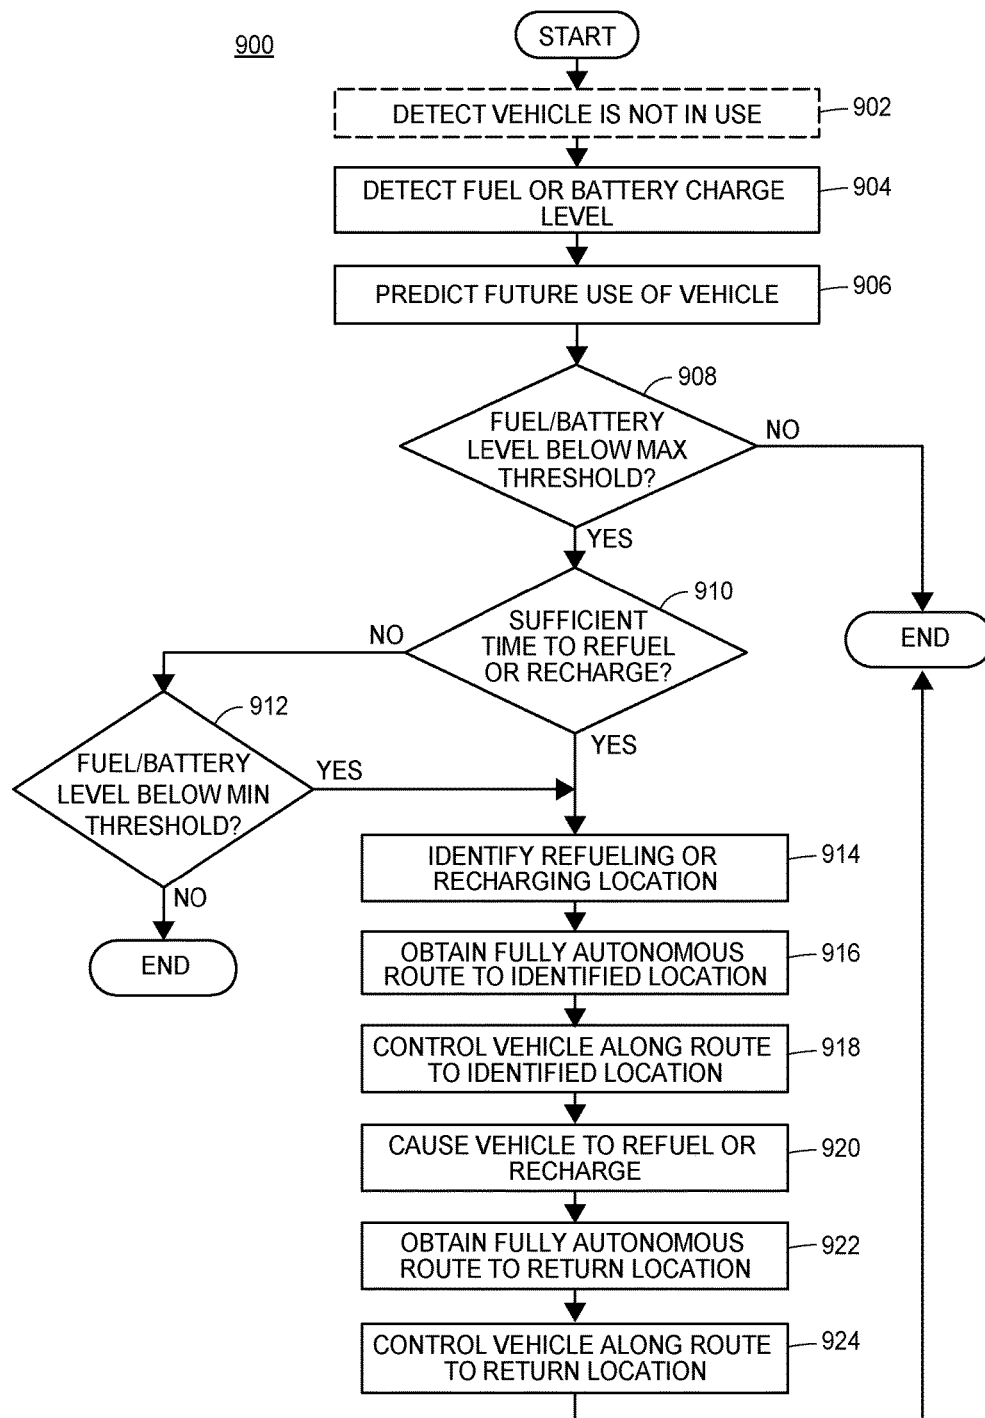 900
START
DETECT VEHICLE IS NOT IN USE
902
DETECT FUEL OR BATTERY CHARGE
LEVEL
904
PREDICT FUTURE USE OF VEHICLE
906
908
FUEL/BATTERY
LEVEL BELOW MAX
THRESHOLD?
NO
YES
910
SUFFICIENT
TIME TO REFUEL
OR RECHARGE?
NO
YES
END
912
FUEL/BATTERY
LEVEL BELOW MIN
THRESHOLD?
YES
NO
END
IDENTIFY REFUELING OR
RECHARGING LOCATION
914
OBTAIN FULLY AUTONOMOUS
ROUTE TO IDENTIFIED LOCATION
916
CONTROL VEHICLE ALONG ROUTE
TO IDENTIFIED LOCATION
918
CAUSE VEHICLE TO REFUEL OR
RECHARGE
920
OBTAIN FULLY AUTONOMOUS
ROUTE TO RETURN LOCATION
922
CONTROL VEHICLE ALONG ROUTE
TO RETURN LOCATION
924